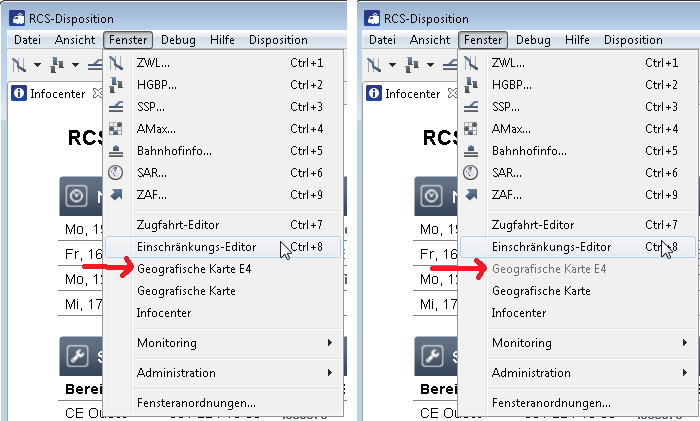 RCS-Disposition
Datei Ansicht Fenster Debug Hilfe Disposition
ZWL... Ctrl+1
HGBP... Ctrl+2
Infocenter SSP... Ctrl+3
AMax... Ctrl+4
RCS Bahnhofinfo... Ctrl+5
SAR... Ctrl+6
N ZAF... Ctrl+9
Mo, 19 Zugfahrt-Editor Ctrl+7
Fr, 16 Einschränkungs-Editor Ctrl+8
Mo, 1 Geografische Karte E4
Mi, 17 Geografische Karte
Infocenter
S Monitoring
Administration
Berei
CE Ouest Fensteranordnungen...
RCS-Disposition
Datei Ansicht Fenster Debug Hilfe Disposition
ZWL... Ctrl+1
HGBP... Ctrl+2
Infocenter SSP... Ctrl+3
AMax... Ctrl+4
RCS Bahnhofinfo... Ctrl+5
SAR... Ctrl+6
N ZAF... Ctrl+9
Mo, 19 Zugfahrt-Editor Ctrl+7
Fr, 16 Einschränkungs-Editor Ctrl+8
Mo, 1 Geografische Karte E4
Mi, 17 Geografische Karte
Infocenter
S Monitoring
Administration
Berei
CE Ouest Fensteranordnungen...